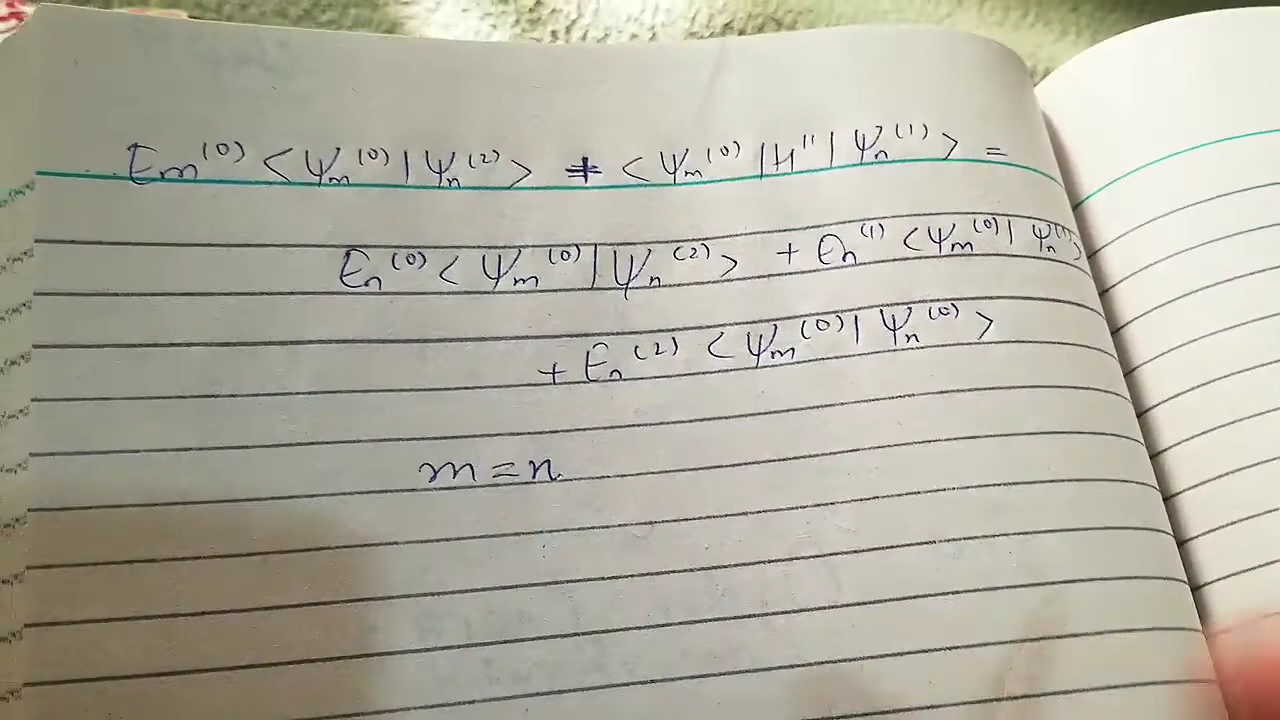 Em⁽⁰⁾ <Ψm⁽⁰⁾|Ψn⁽²⁾> + <Ψm⁽⁰⁾|H'|Ψn⁽¹⁾> =
En⁽⁰⁾ <Ψm⁽⁰⁾|Ψn⁽²⁾> + En⁽¹⁾ <Ψm⁽⁰⁾|Ψn⁽¹⁾>
+ En⁽²⁾ <Ψm⁽⁰⁾|Ψn⁽⁰⁾>
m = n